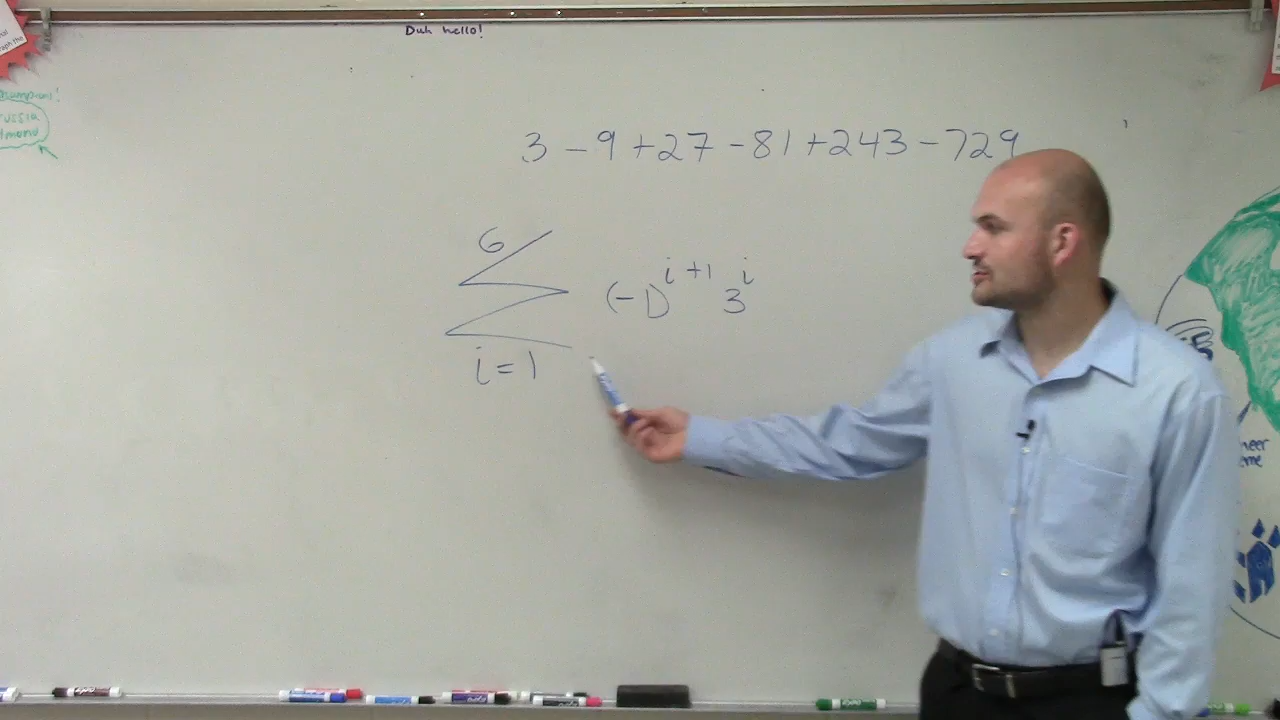 Duh hello!
3 - 9 + 27 - 81 + 243 - 729
6
∑ (-1)^{i+1} 3^i
i = 1